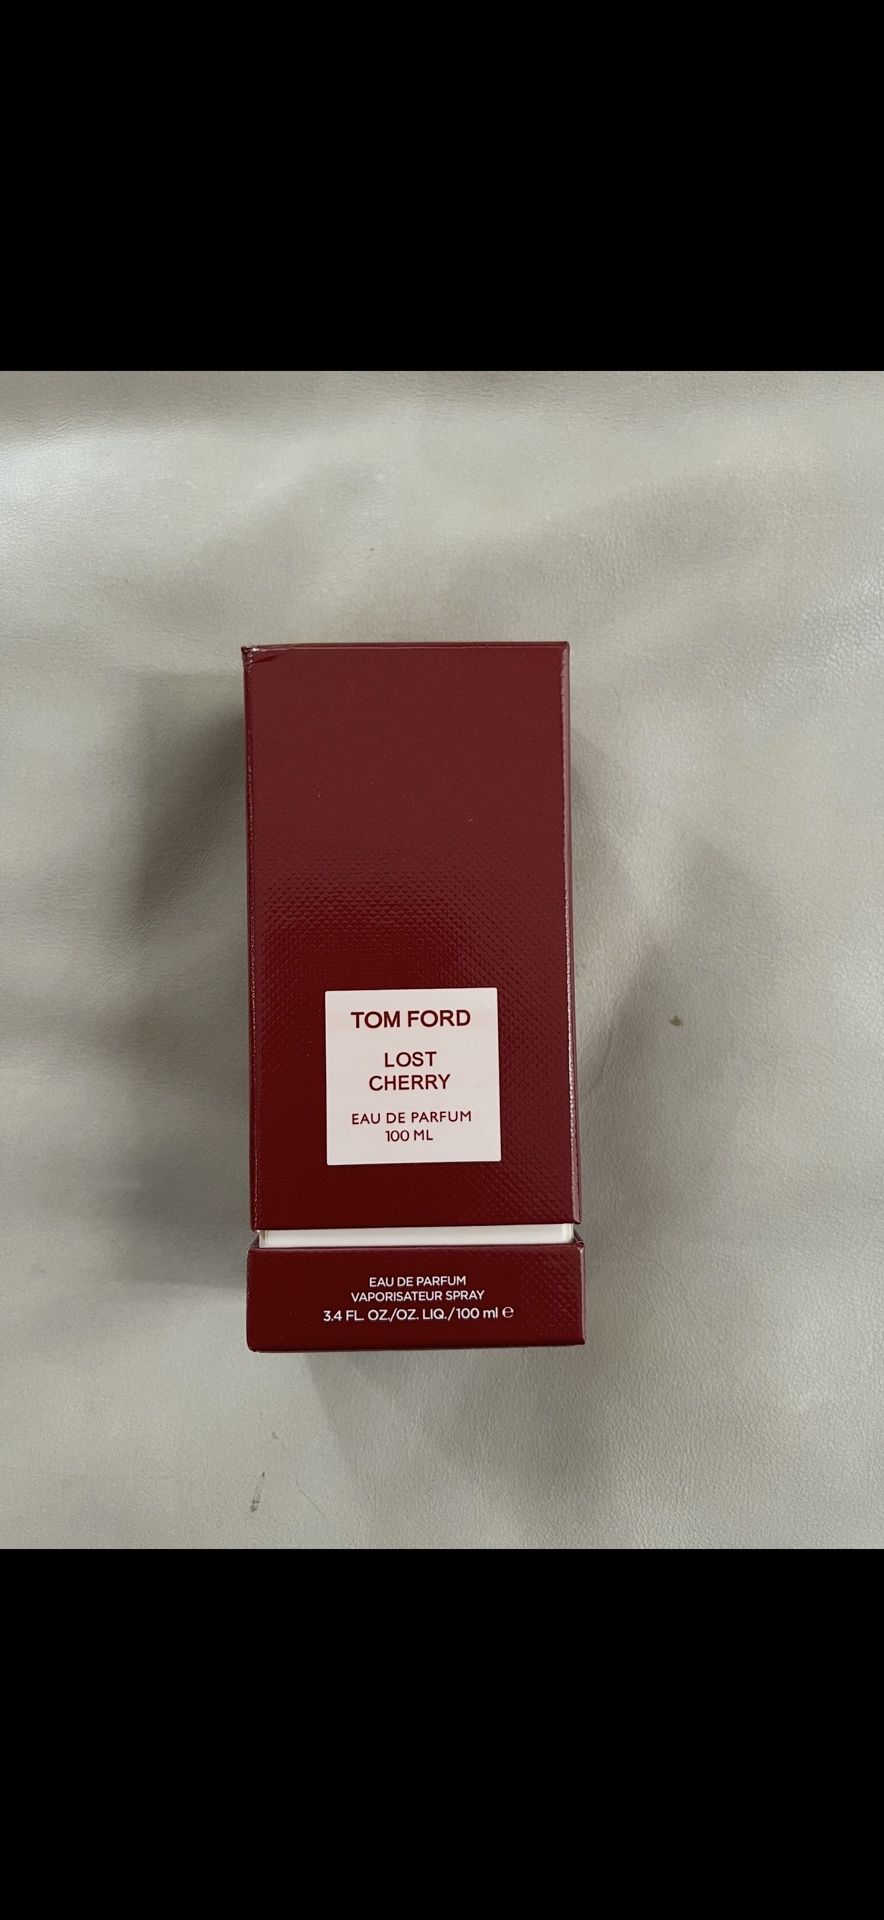 TOM FORD
LOST
CHERRY
EAU DE PARFUM
100 ML
EAU DE PARFUM
VAPORISATEUR SPRAY
3.4 FL. OZ./OZ. LIQ./100 ml ℮